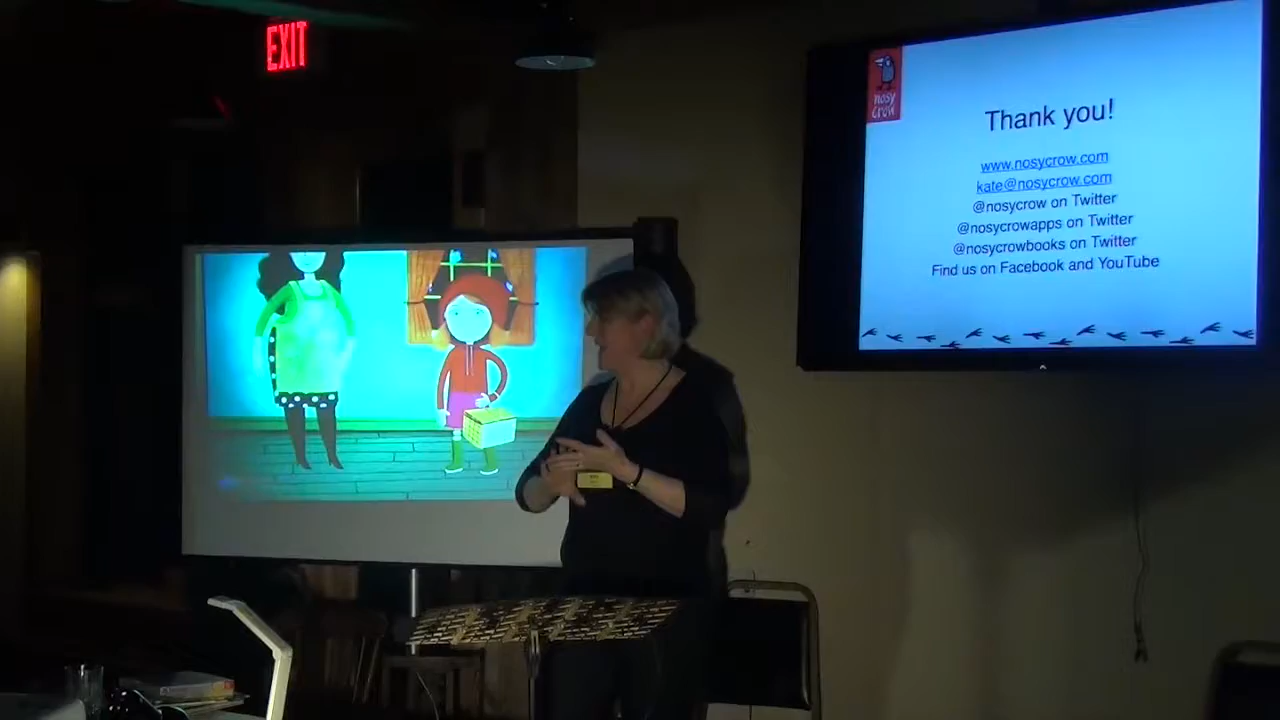 EXIT
nosy
crow
Thank you!
www.nosycrow.com
kate@nosycrow.com
@nosycrow on Twitter
@nosycrowapps on Twitter
@nosycrowbooks on Twitter
Find us on Facebook and YouTube